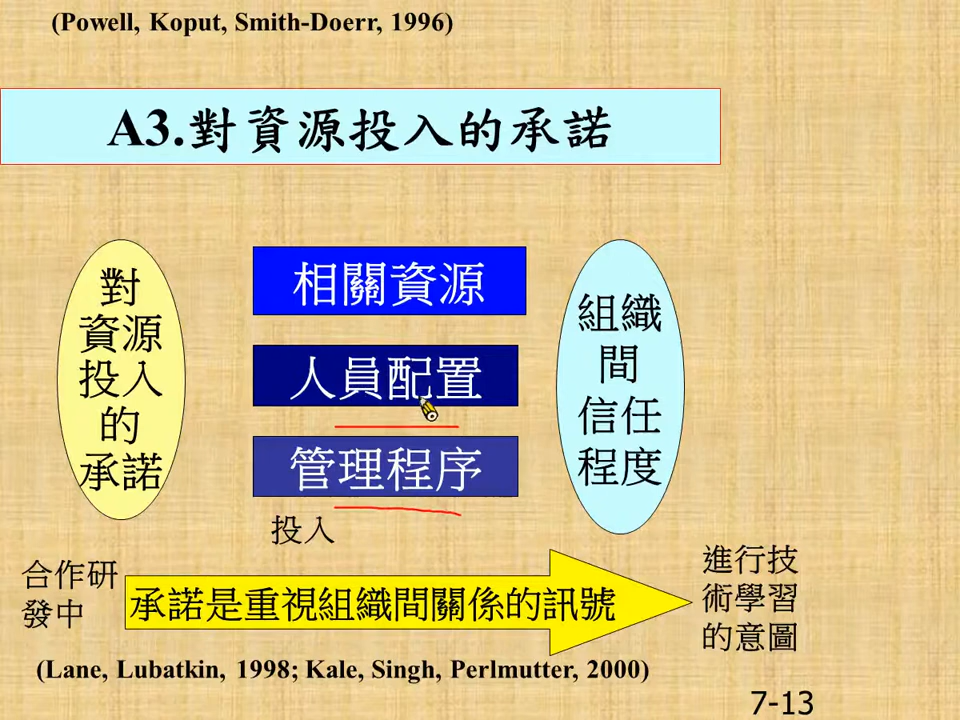 (Powell, Koput, Smith-Doerr, 1996)
A3.對資源投入的承諾
對
資源
投入
的
承諾
相關資源
人員配置
管理程序
投入
組織
間
信任
程度
合作研
發中
承諾是重視組織間關係的訊號
進行技
術學習
的意圖
(Lane, Lubatkin, 1998; Kale, Singh, Perlmutter, 2000)
7-13